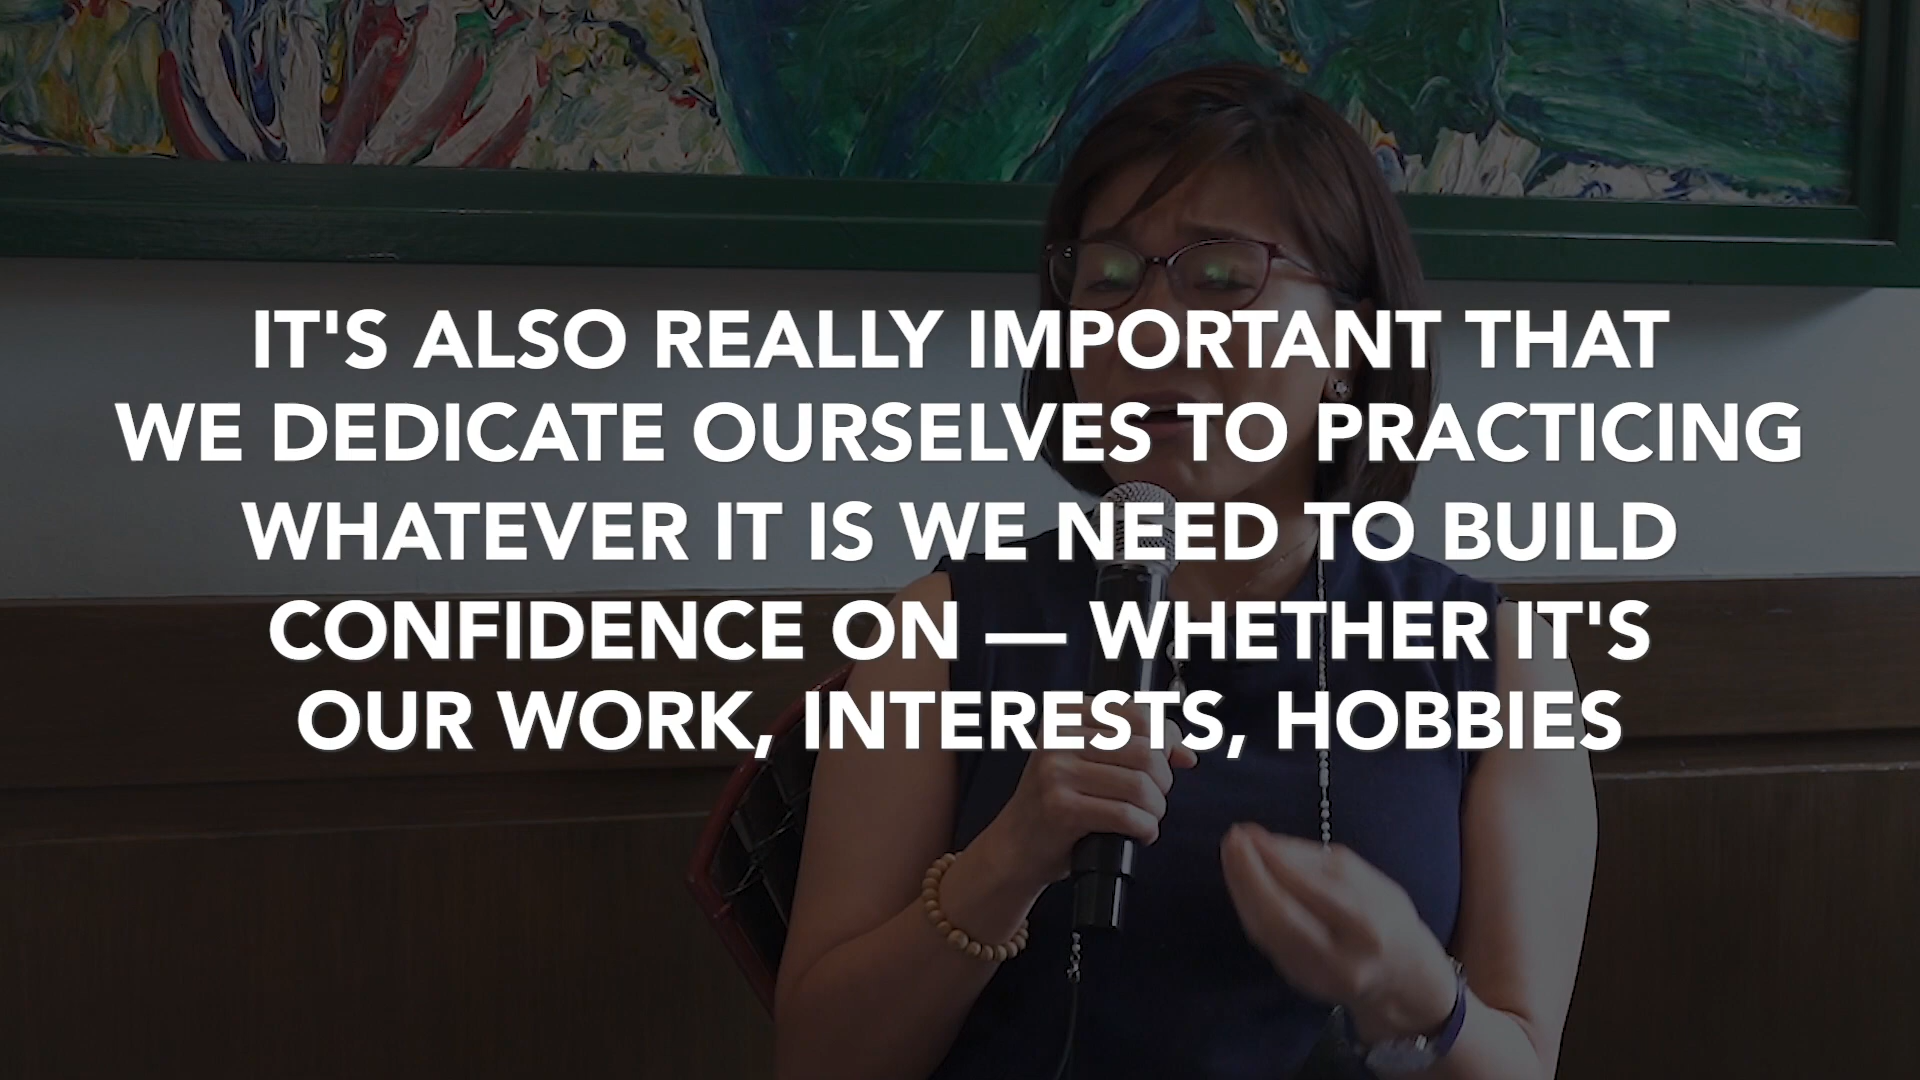 IT'S ALSO REALLY IMPORTANT THAT
WE DEDICATE OURSELVES TO PRACTICING
WHATEVER IT IS WE NEED TO BUILD
CONFIDENCE ON — WHETHER IT'S
OUR WORK, INTERESTS, HOBBIES